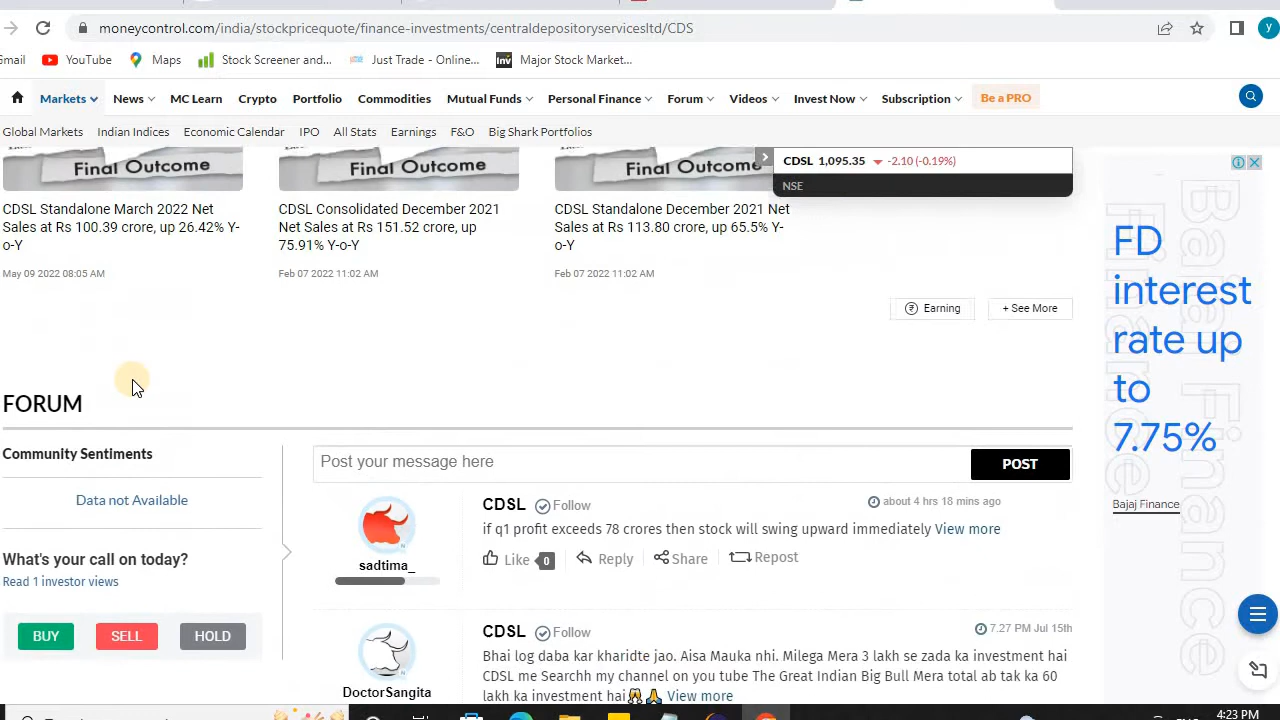 moneycontrol.com/india/stockpricequote/finance-investments/centraldepositoryservicesltd/CDS
y
Gmail YouTube Maps Stock Screener and... Just Trade - Online... Inv Major Stock Market...
Markets News MC Learn Crypto Portfolio Commodities Mutual Funds Personal Finance Forum Videos Invest Now Subscription Be a PRO
Global Markets Indian Indices Economic Calendar IPO All Stats Earnings F&O Big Shark Portfolios
Final Outcome Final Outcome Final Outcome
CDSL 1,095.35 -2.10 (-0.19%)
NSE
CDSL Standalone March 2022 Net
Sales at Rs 100.39 crore, up 26.42% Y-
o-Y
May 09 2022 08:05 AM
CDSL Consolidated December 2021
Net Sales at Rs 151.52 crore, up
75.91% Y-o-Y
Feb 07 2022 11:02 AM
CDSL Standalone December 2021 Net
Sales at Rs 113.80 crore, up 65.5% Y-
o-Y
Feb 07 2022 11:02 AM
Earning + See More
FORUM
Community Sentiments
Data not Available
What's your call on today?
Read 1 investor views
BUY SELL HOLD
Post your message here POST
CDSL Follow about 4 hrs 18 mins ago
if q1 profit exceeds 78 crores then stock will swing upward immediately View more
Like 0 Reply Share Repost
sadtima_
CDSL Follow 7.27 PM Jul 15th
Bhai log daba kar kharidte jao. Aisa Mauka nhi. Milega Mera 3 lakh se zada ka investment hai
CDSL me Searchh my channel on you tube The Great Indian Big Bull Mera total ab tak ka 60
lakh ka investment hai🙌🙏 View more
DoctorSangita
FD
interest
rate up
to
7.75%
Bajaj Finance
4:23 PM